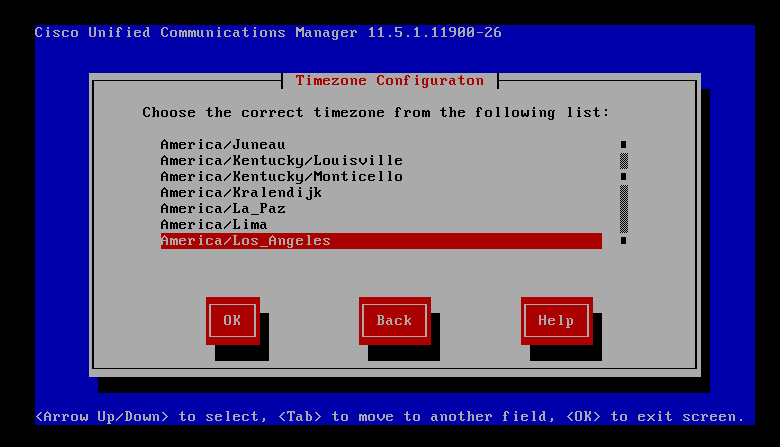 Cisco Unified Communications Manager 11.5.1.11900-26
Timezone Configuraton
Choose the correct timezone from the following list:
America/Juneau
America/Kentucky/Louisville
America/Kentucky/Monticello
America/Kralendijk
America/La_Paz
America/Lima
America/Los_Angeles
OK Back Help
<Arrow Up/Down> to select, <Tab> to move to another field, <OK> to exit screen.